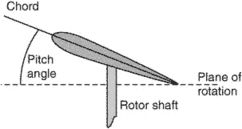 Chord
Pitch
angle
Plane of
rotation
Rotor shaft